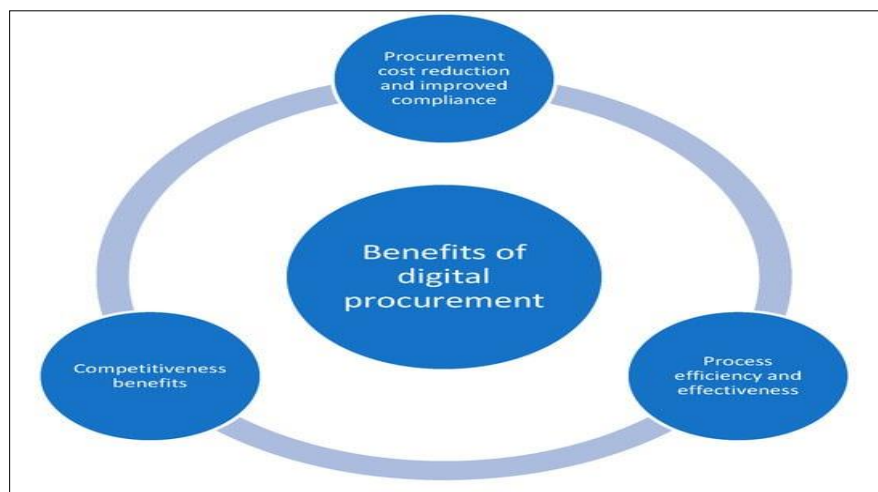 Procurement
cost reduction
and improved
compliance
Benefits of
digital
procurement
Competitiveness
benefits
Process
efficiency and
effectiveness